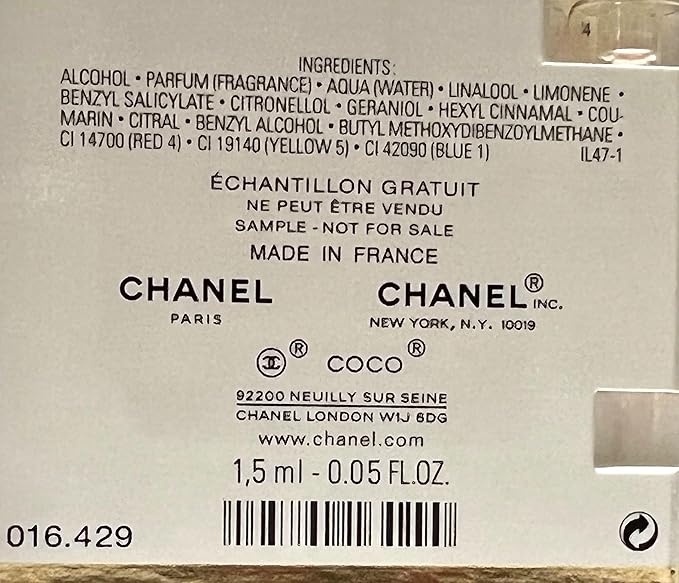 4
INGREDIENTS:
ALCOHOL • PARFUM (FRAGRANCE) • AQUA (WATER) • LINALOOL • LIMONENE •
BENZYL SALICYLATE • CITRONELLOL • GERANIOL • HEXYL CINNAMAL • COU-
MARIN • CITRAL • BENZYL ALCOHOL • BUTYL METHOXYDIBENZOYLMETHANE •
CI 14700 (RED 4) • CI 19140 (YELLOW 5) • CI 42090 (BLUE 1) IL47-1
ÉCHANTILLON GRATUIT
NE PEUT ÊTRE VENDU
SAMPLE - NOT FOR SALE
MADE IN FRANCE
CHANEL CHANEL® INC.
PARIS NEW YORK, N.Y. 10019
® COCO®
92200 NEUILLY SUR SEINE
CHANEL LONDON W1J 6DG
www.chanel.com
1,5 ml - 0.05 FL.OZ.
016.429